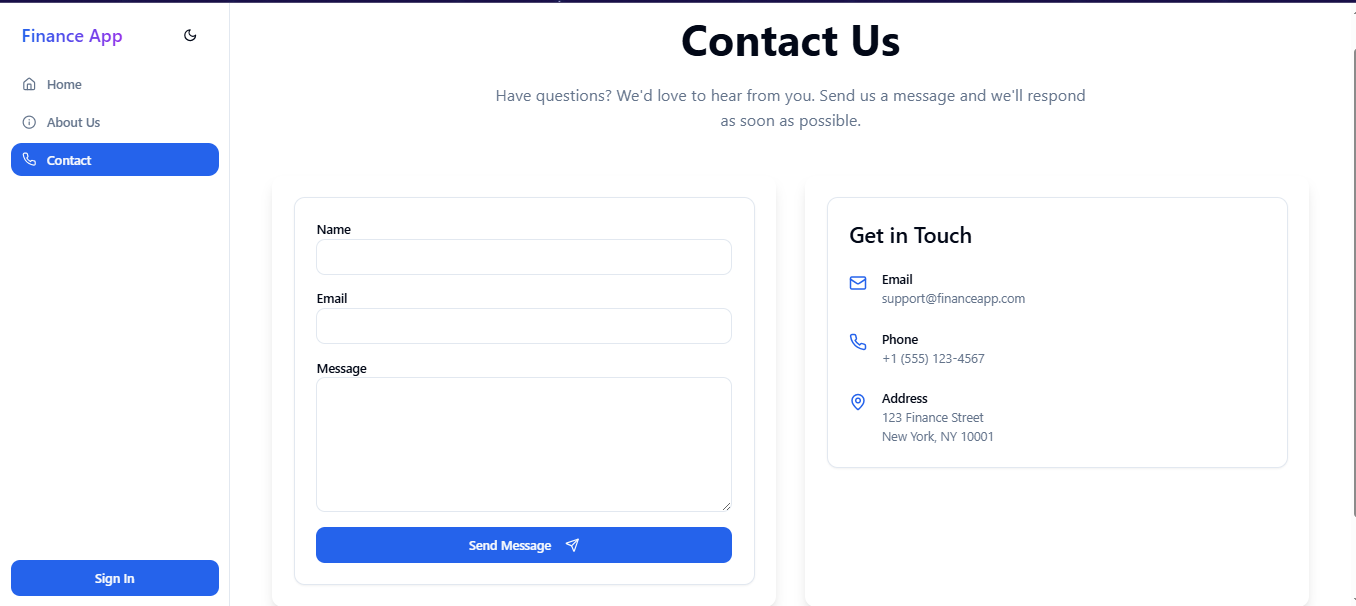 Finance App
Home
About Us
Contact
Sign In
Contact Us
Have questions? We'd love to hear from you. Send us a message and we'll respond
as soon as possible.
Name
Email
Message
Send Message
Get in Touch
Email
support@financeapp.com
Phone
+1 (555) 123-4567
Address
123 Finance Street
New York, NY 10001